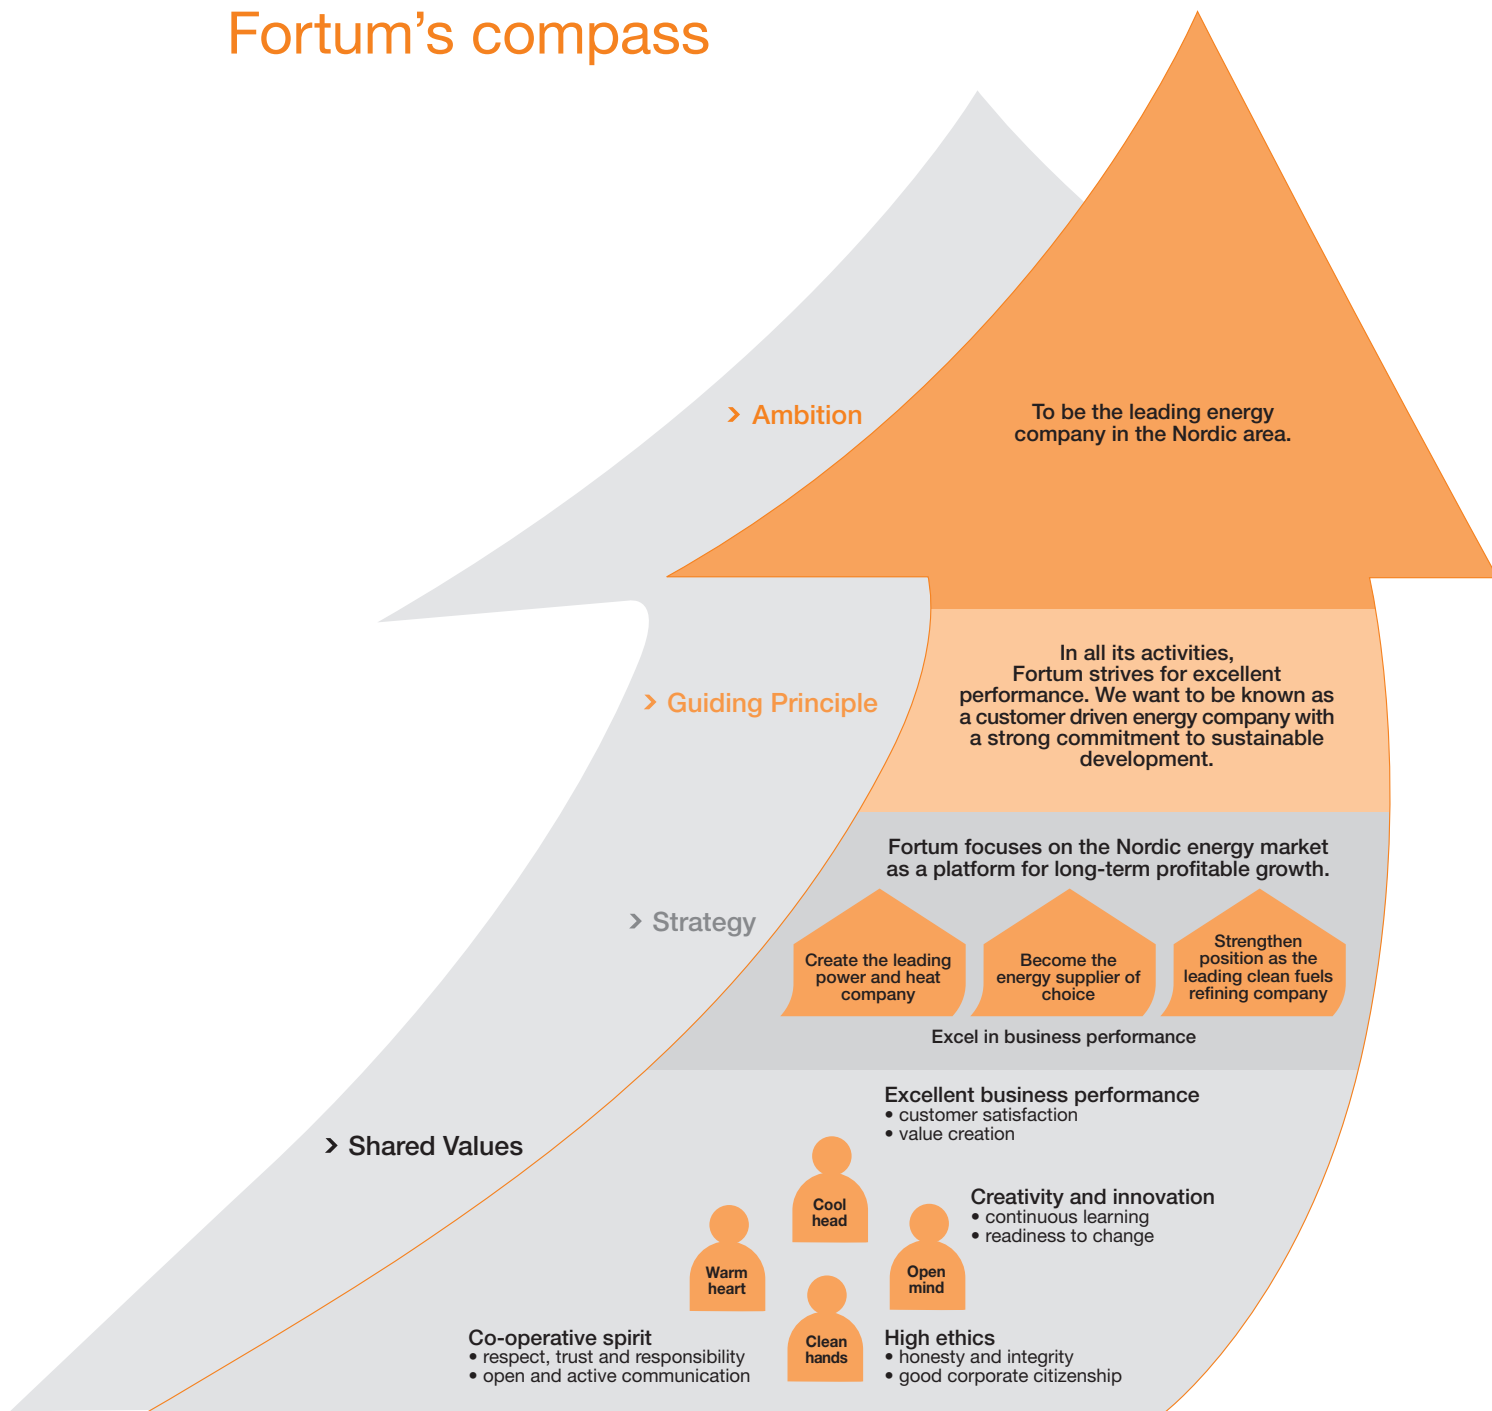 Fortum's compass
> Ambition
To be the leading energy
company in the Nordic area.
> Guiding Principle
In all its activities,
Fortum strives for excellent
performance. We want to be known as
a customer driven energy company with
a strong commitment to sustainable
development.
> Strategy
Fortum focuses on the Nordic energy market
as a platform for long-term profitable growth.
Create the leading
power and heat
company
Become the
energy supplier of
choice
Strengthen
position as the
leading clean fuels
refining company
Excel in business performance
> Shared Values
Excellent business performance
• customer satisfaction
• value creation
Cool
head
Creativity and innovation
• continuous learning
• readiness to change
Warm
heart
Open
mind
Co-operative spirit
• respect, trust and responsibility
• open and active communication
Clean
hands
High ethics
• honesty and integrity
• good corporate citizenship